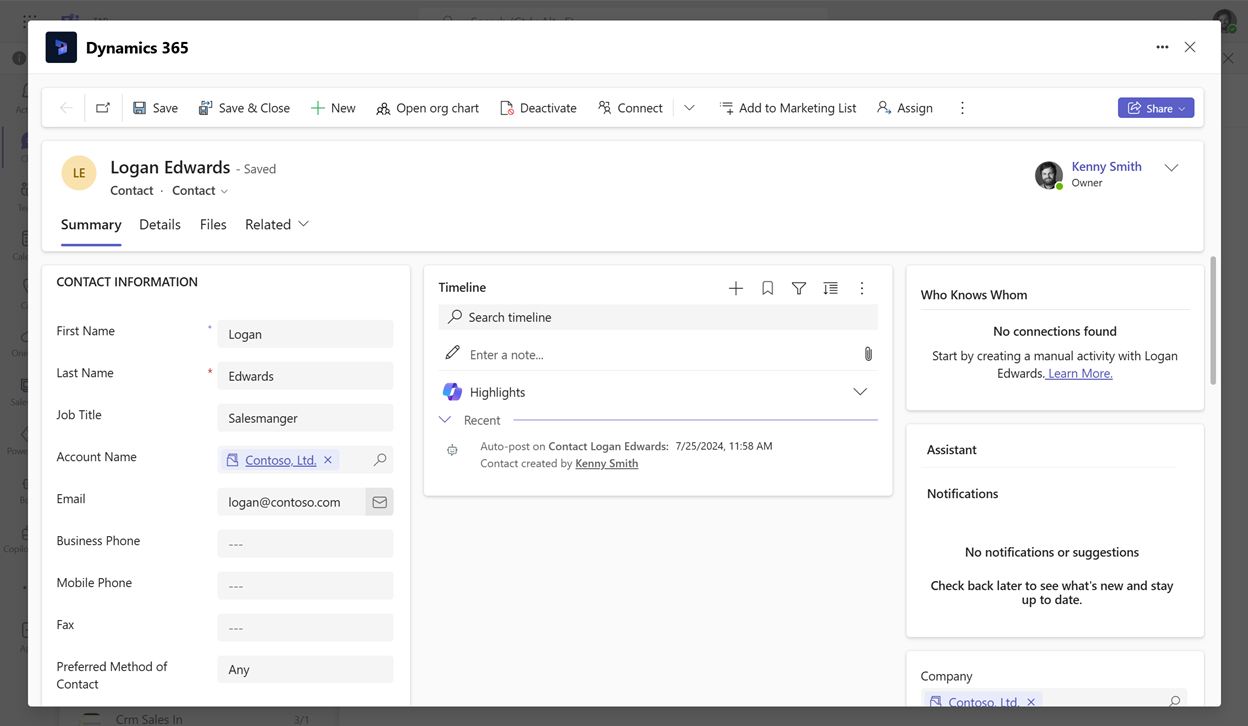 Dynamics 365
Save
Save & Close
New
Open org chart
Deactivate
Connect
Add to Marketing List
Assign
Share
LE
Logan Edwards - Saved
Contact · Contact
Kenny Smith
Owner
Summary
Details
Files
Related
CONTACT INFORMATION
First Name
*
Logan
Last Name
*
Edwards
Job Title
Salesmanger
Account Name
Contoso, Ltd.
Email
logan@contoso.com
Business Phone
---
Mobile Phone
---
Fax
---
Preferred Method of
Contact
Any
Timeline
Search timeline
Enter a note...
Highlights
Recent
Auto-post on Contact Logan Edwards: 7/25/2024, 11:58 AM
Contact created by Kenny Smith
Who Knows Whom
No connections found
Start by creating a manual activity with Logan
Edwards. Learn More.
Assistant
Notifications
No notifications or suggestions
Check back later to see what's new and stay
up to date.
Company
Contoso, Ltd.
Crm Sales In
3/1